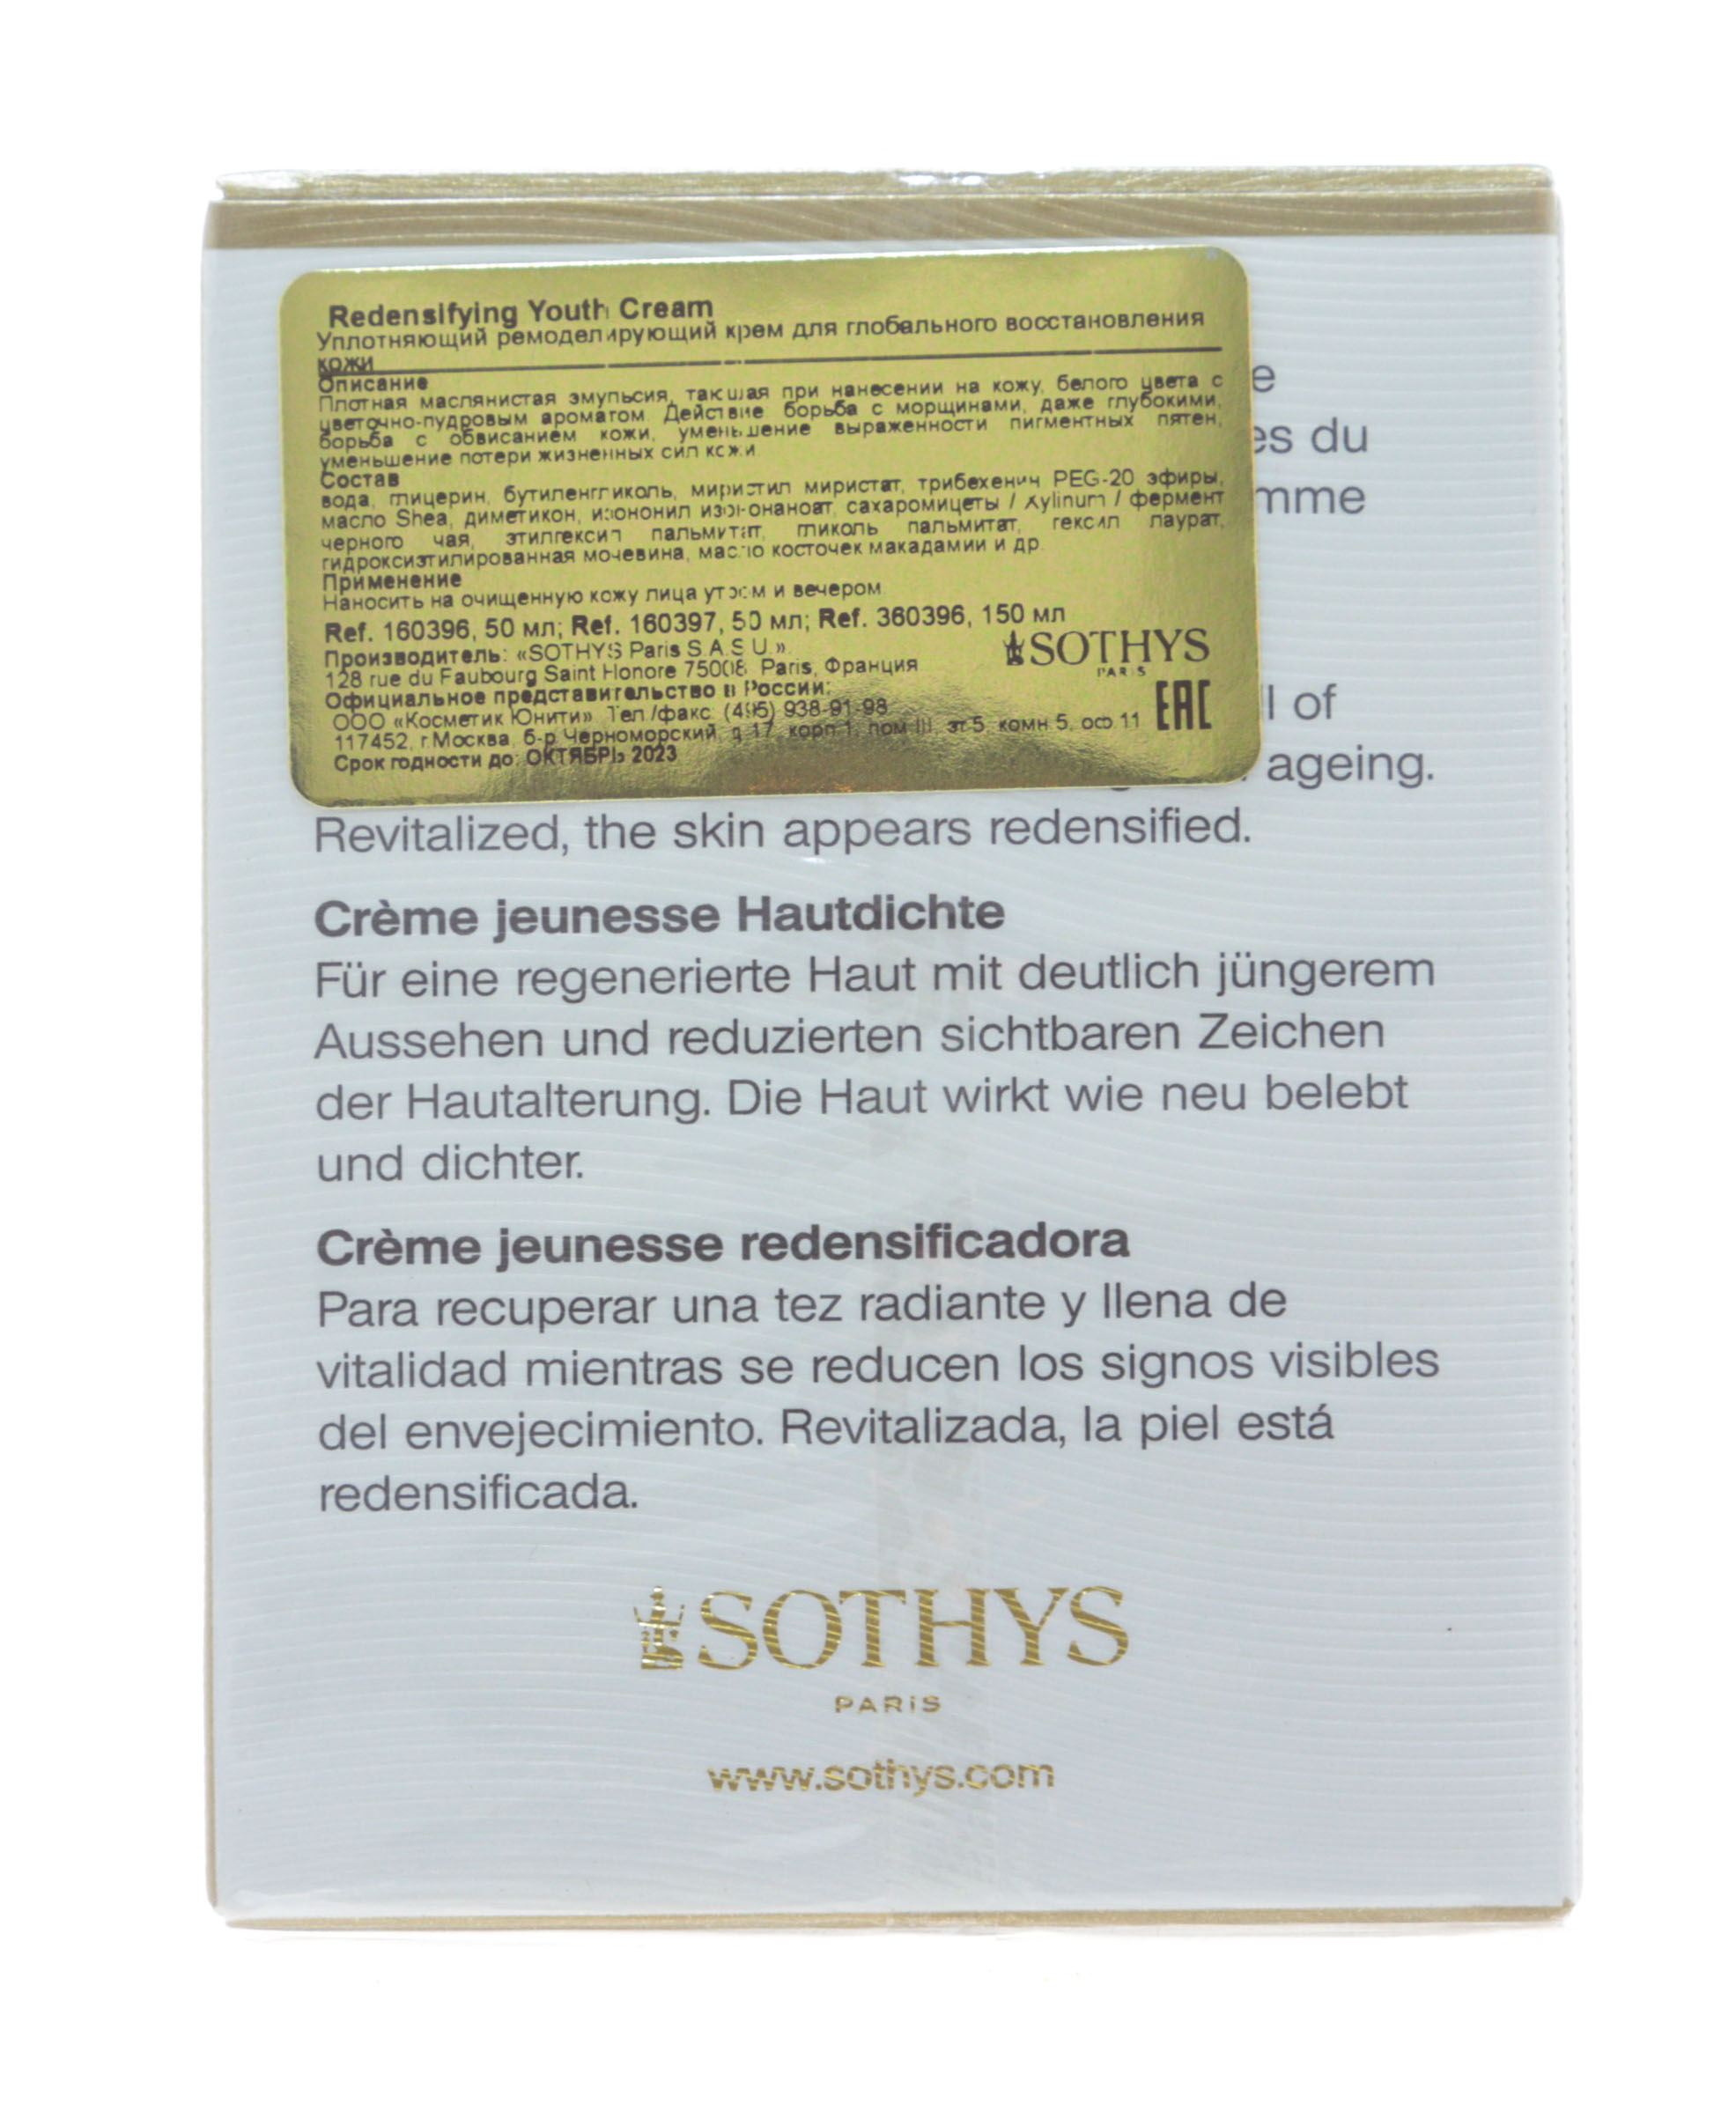 Redensifying Youth Cream
Уплотняющий ремоделирующий крем для глобального восстановления
кожи
Описание
Плотная маслянистая эмульсия, таюшая при нанесении на кожу, белого цвета с
цветочно-пудровым ароматом. Действие: борьба с морщинами, даже глубокими,
борьба с обвисанием кожи, уменьшение выраженности пигментных пятен,
уменьшение потери жизненных сил кожи.
Состав
вода, глицерин, бутиленгликоль, миристил миристат, трибехенин PEG-20 эфиры,
масло Shea, диметикон, изононил изононаноат, сахаромицеты / Xylinum / фермент
черного чая, этилгексил пальмитат, гликоль пальмитат, гексил лаурат,
гидроксиэтилированная мочевина, масло косточек макадамии и др.
Применение
Наносить на очищенную кожу лица утром и вечером
Ref. 160396, 50 мл; Ref. 160397, 50 мл; Ref. 360396, 150 мл
Производитель: «SOTHYS Paris S.A.S.U.»
128 rue du Faubourg Saint Honore 75008 Paris, Франция
SOTHYS
PARIS
Официальное представительство в России:
ООО «Косметик Юнити» Тел./факс: (495) 938-91-98
117452, г.Москва, б-р Черноморский, д 17, корп 1, пом III, эт 5, комн 5, оф 11
EAC
Срок годности до: ОКТЯБРЬ 2023
e
es du
mme
l of
ageing.
Revitalized, the skin appears redensified.
Crème jeunesse Hautdichte
Für eine regenerierte Haut mit deutlich jüngerem
Aussehen und reduzierten sichtbaren Zeichen
der Hautalterung. Die Haut wirkt wie neu belebt
und dichter.
Crème jeunesse redensificadora
Para recuperar una tez radiante y llena de
vitalidad mientras se reducen los signos visibles
del envejecimiento. Revitalizada, la piel está
redensificada.
SOTHYS
PARIS
www.sothys.com